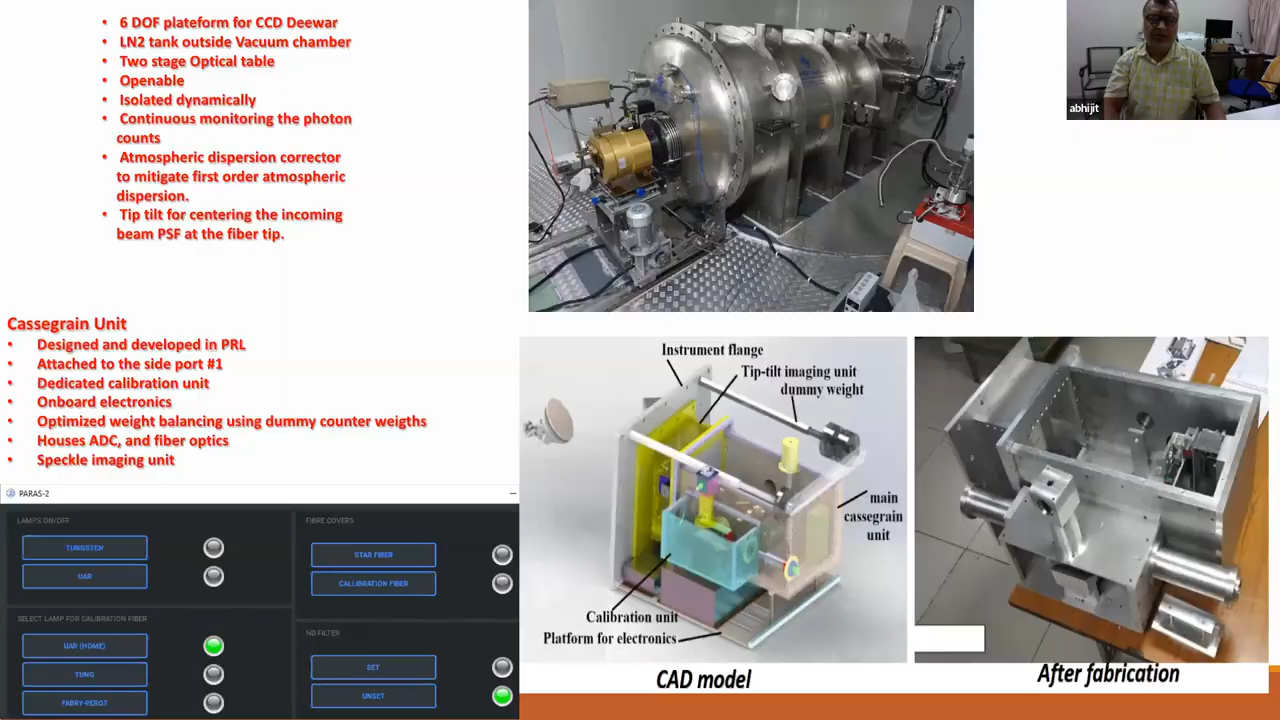 • 6 DOF plateform for CCD Deewar
• LN2 tank outside Vacuum chamber
• Two stage Optical table
• Openable
• Isolated dynamically
• Continuous monitoring the photon
counts
• Atmospheric dispersion corrector
to mitigate first order atmospheric
dispersion.
• Tip tilt for centering the incoming
beam PSF at the fiber tip.
abhijit
Cassegrain Unit
• Designed and developed in PRL
• Attached to the side port #1
• Dedicated calibration unit
• Onboard electronics
• Optimized weight balancing using dummy counter weigths
• Houses ADC, and fiber optics
• Speckle imaging unit
PARAS-2
LAMPS ON/OFF
TUNGSTEN
UAR
SELECT LAMP FOR CALIBRATION FIBER
UAR (HOME)
TUNG
FABRY-PEROT
FIBRE COVERS
STAR FIBER
CALLIBRATION FIBER
ND FILTER
SET
UNSET
Instrument flange
Tip-tilt imaging unit
dummy weight
main
cassegrain
unit
Calibration unit
Platform for electronics
CAD model
After fabrication